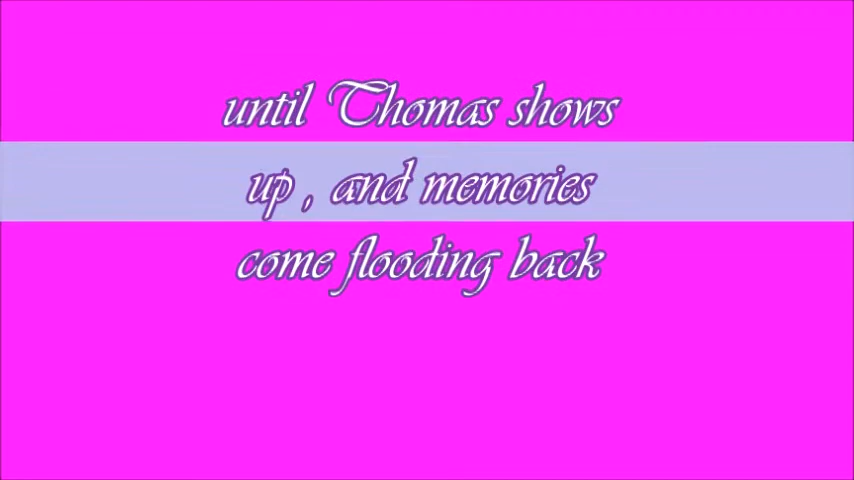 until Thomas shows
up , and memories
come flooding back